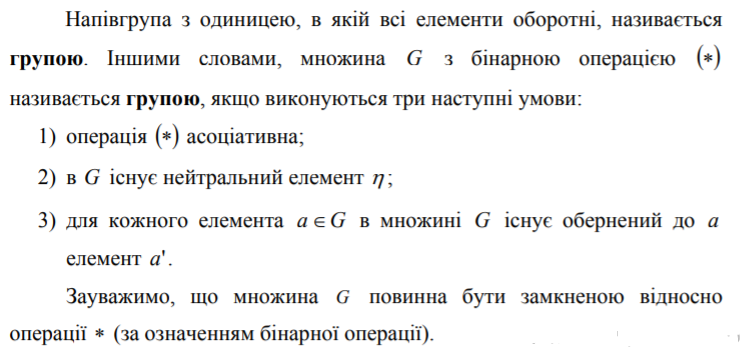 Напівгрупа з одиницею, в якій всі елементи оборотні, називається
групою. Іншими словами, множина G з бінарною операцією (∗)
називається групою, якщо виконуються три наступні умови:
1) операція (∗) асоціативна;
2) в G існує нейтральний елемент η;
3) для кожного елемента a ∈ G в множині G існує обернений до a
елемент a'.
Зауважимо, що множина G повинна бути замкненою відносно
операції ∗ (за означенням бінарної операції).